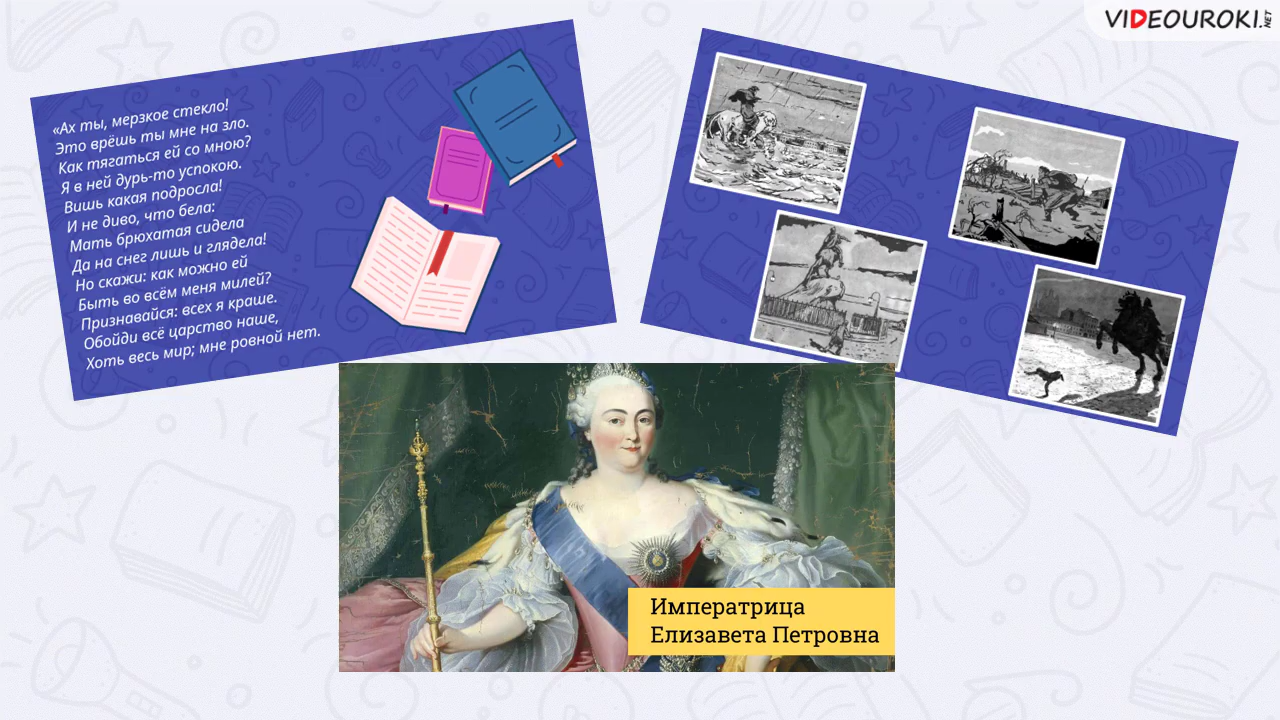 VIDEOUROKI.NET
«Ах ты, мерзкое стекло!
Это врёшь ты мне на зло.
Как тягаться ей со мною?
Я в ней дурь-то успокою.
Вишь какая подросла!
И не диво, что бела:
Мать брюхатая сидела
Да на снег лишь и глядела!
Но скажи: как можно ей
Быть во всём меня милей?
Признавайся: всех я краше.
Обойди всё царство наше,
Хоть весь мир; мне ровной нет.
Императрица
Елизавета Петровна